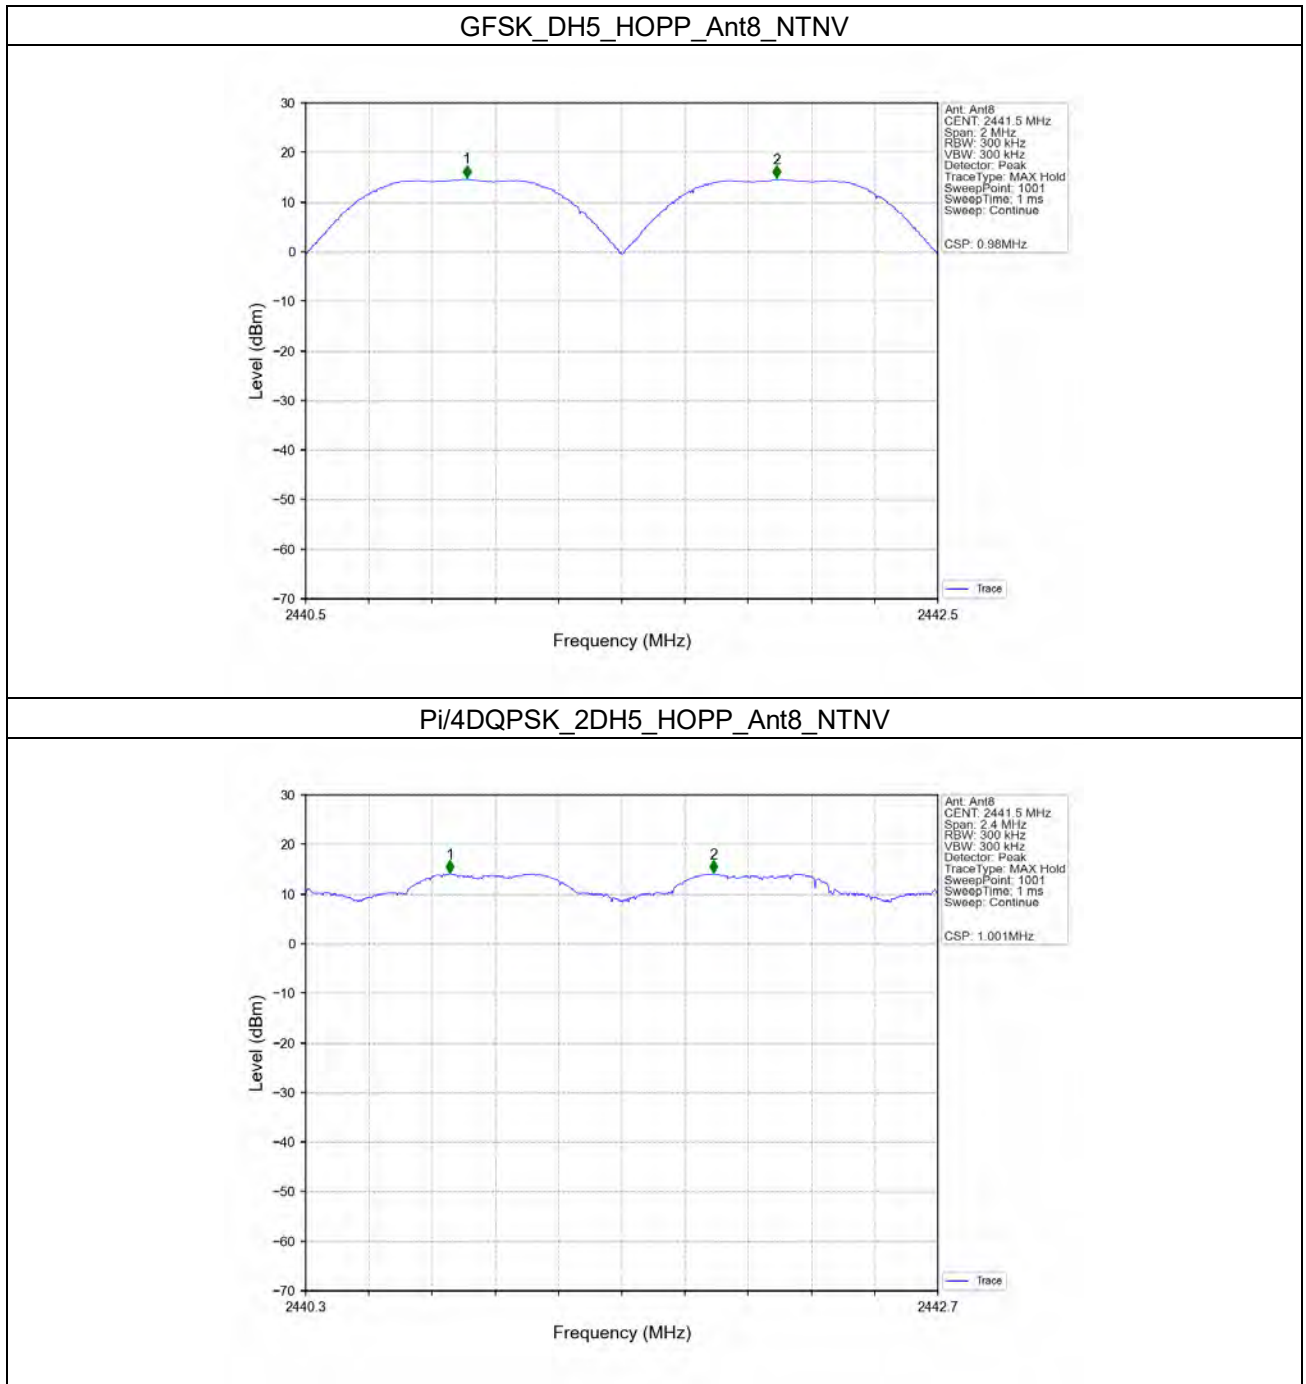 GFSK_DH5_HOPP_Ant8_NTNV
30
20
10
0
−10
−20
−30
−40
−50
−60
−70
Level (dBm)
1
2
2440.5
2442.5
Frequency (MHz)
Ant: Ant8
CENT: 2441.5 MHz
Span: 2 MHz
RBW: 300 kHz
VBW: 300 kHz
Detector: Peak
TraceType: MAX Hold
SweepPoint: 1001
SweepTime: 1 ms
Sweep: Continue
CSP: 0.98MHz
Trace
Pi/4DQPSK_2DH5_HOPP_Ant8_NTNV
30
20
10
0
−10
−20
−30
−40
−50
−60
−70
Level (dBm)
1
2
2440.3
2442.7
Frequency (MHz)
Ant: Ant8
CENT: 2441.5 MHz
Span: 2.4 MHz
RBW: 300 kHz
VBW: 300 kHz
Detector: Peak
TraceType: MAX Hold
SweepPoint: 1001
SweepTime: 1 ms
Sweep: Continue
CSP: 1.001MHz
Trace